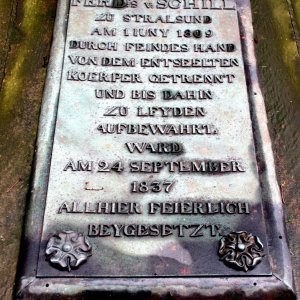 FERD: v. SCHILL
ZU STRALSUND
AM 31 IUNY 1809
DURCH FEINDES HAND
VON DEM ENTSEELTEN
KOERPER GETRENNT
UND BIS DAHIN
ZU LEYDEN
AUFBEWAHRT,
WARD
AM 24 SEPTEMBER
1837
ALLHIER FEIERLICH
BEYGESETZT.